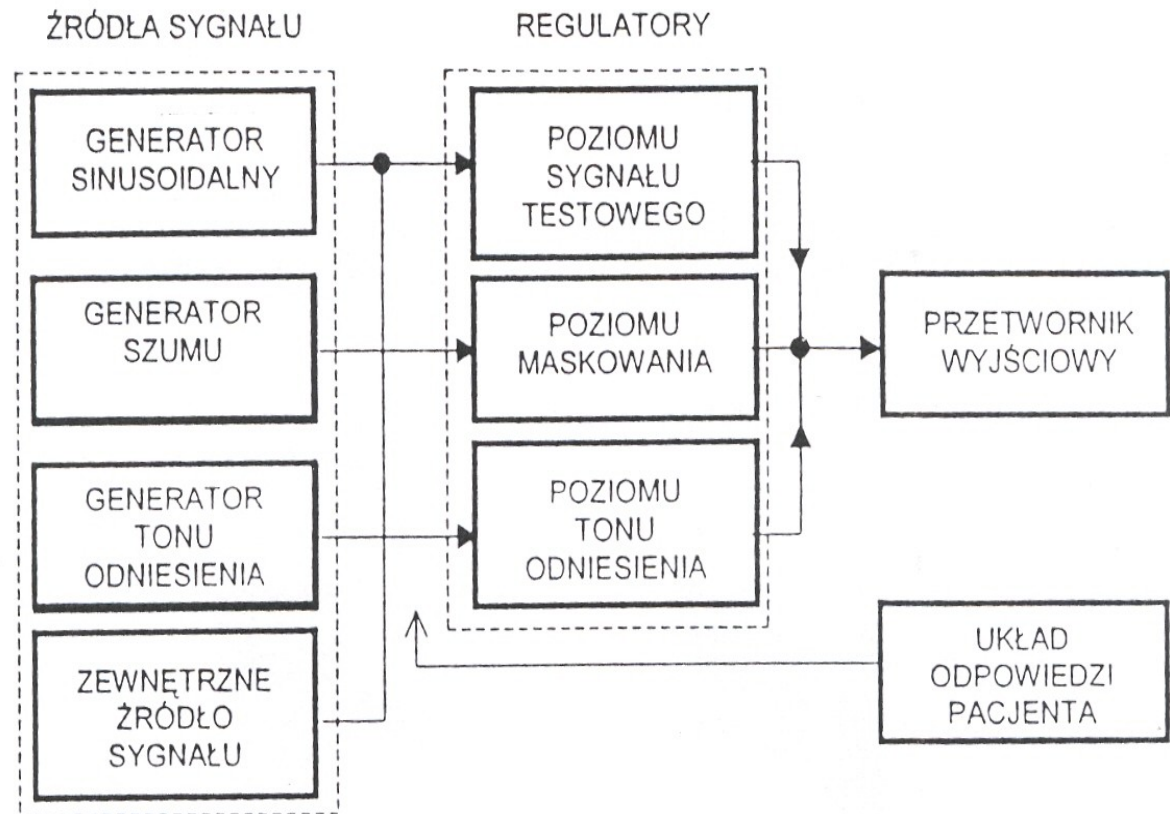 ŹRÓDŁA SYGNAŁU
REGULATORY
GENERATOR
SINUSOIDALNY
GENERATOR
SZUMU
GENERATOR
TONU
ODNIESIENIA
ZEWNĘTRZNE
ŹRÓDŁO
SYGNAŁU
POZIOMU
SYGNAŁU
TESTOWEGO
POZIOMU
MASKOWANIA
POZIOMU
TONU
ODNIESIENIA
PRZETWORNIK
WYJŚCIOWY
UKŁAD
ODPOWIEDZI
PACJENTA